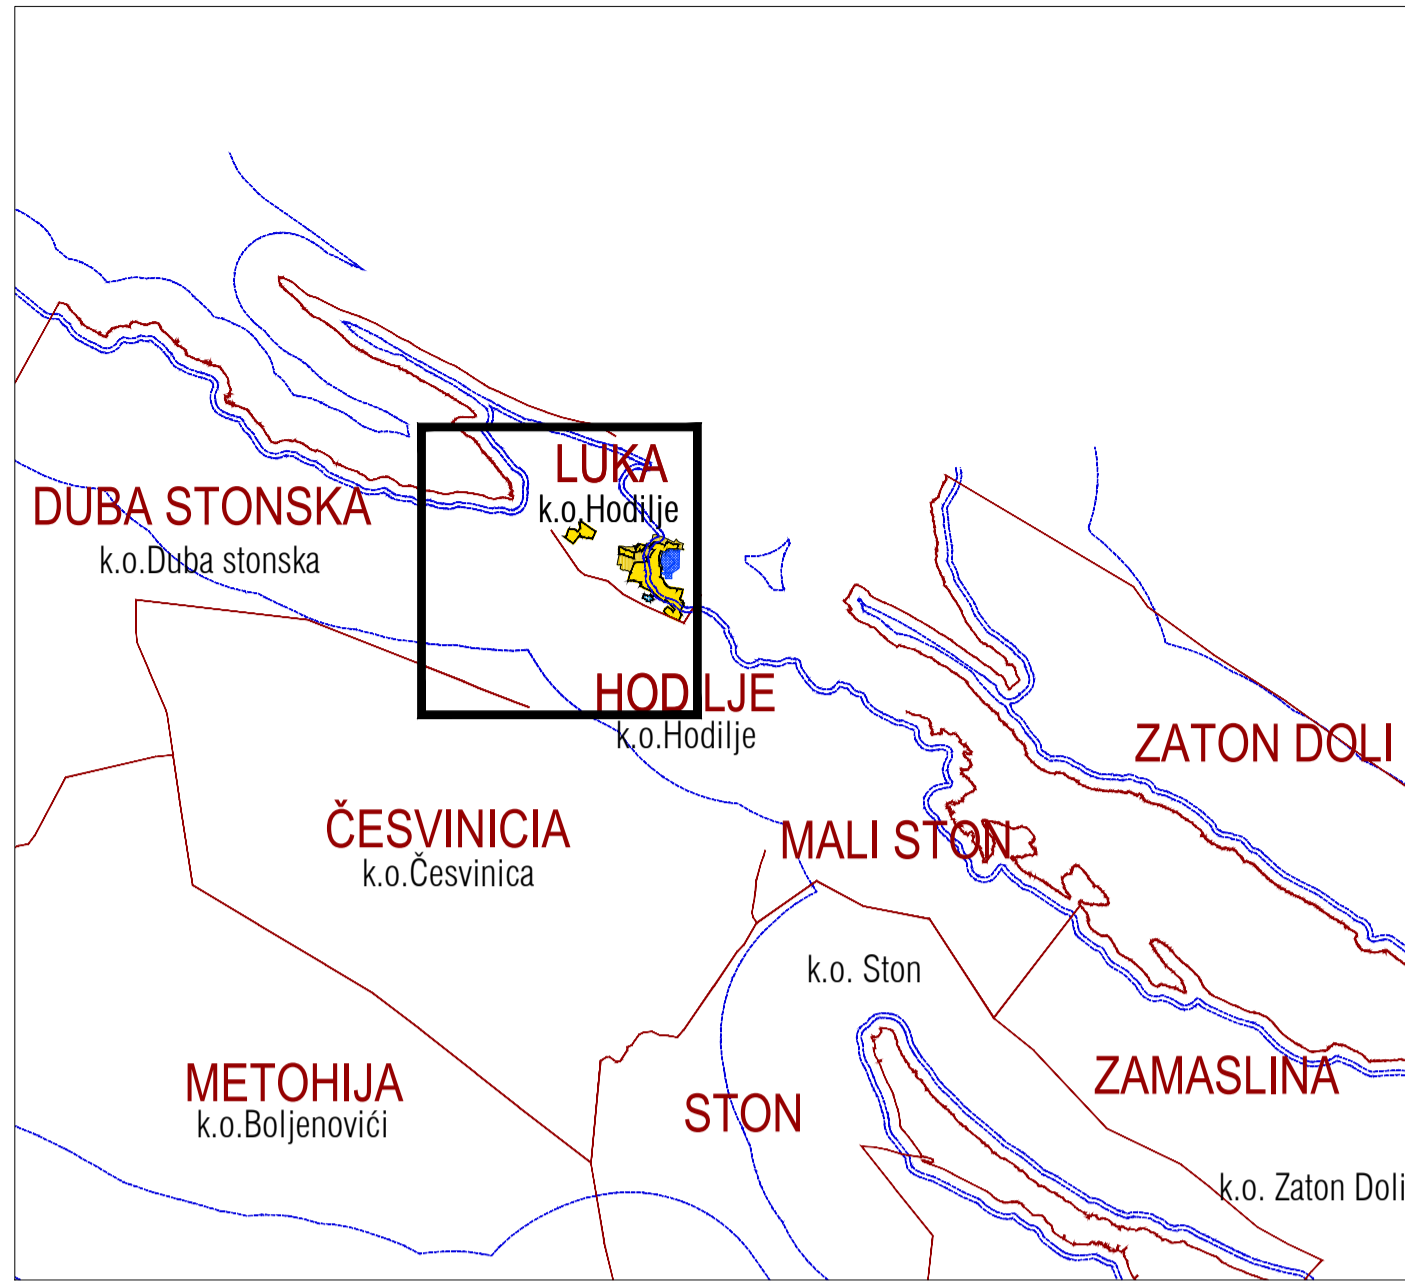 LUKA
k.o.Hodilje
DUBA STONSKA
k.o.Duba stonska
HODILJE
k.o.Hodilje
ZATON DOLI
ČESVINICIA
k.o.Česvinica
MALI STON
k.o. Ston
METOHIJA
k.o.Boljenovići
STON
ZAMASLINA
k.o. Zaton Doli